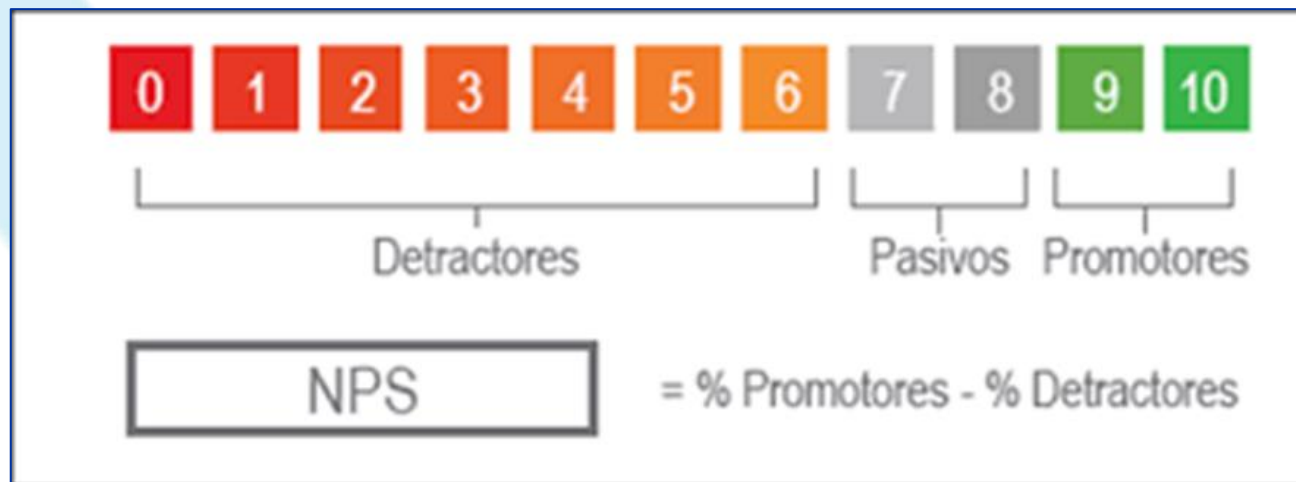 0 1 2 3 4 5 6 7 8 9 10
Detractores Pasivos Promotores
NPS = % Promotores - % Detractores